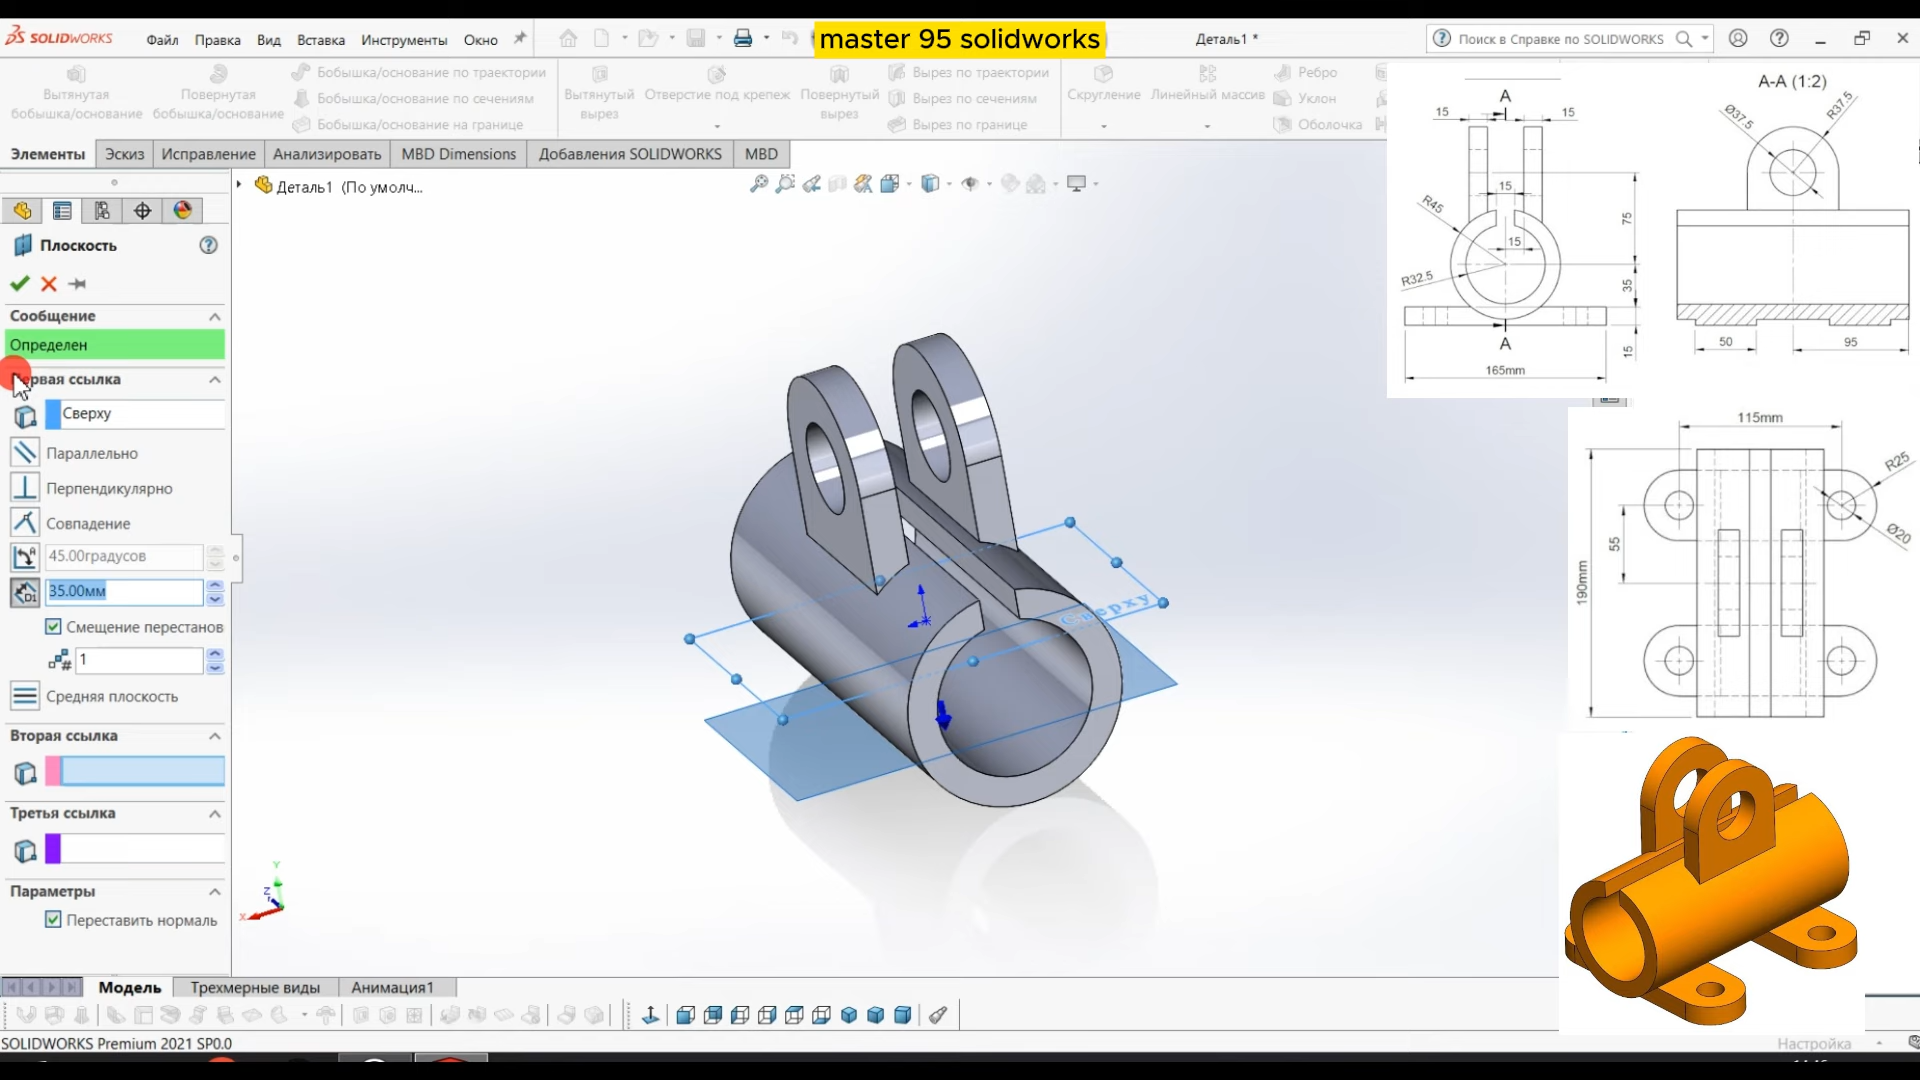 SOLIDWORKS
Файл
Правка
Вид
Вставка
Инструменты
Окно
master 95 solidworks
Деталь1 *
Поиск в Справке по SOLIDWORKS
Вытянутая
бобышка/основание
Повернутая
бобышка/основание
Бобышка/основание по траектории
Бобышка/основание по сечениям
Бобышка/основание на границе
Вытянутый
вырез
Отверстие под крепеж
Повернутый
вырез
Вырез по траектории
Вырез по сечениям
Вырез по границе
Скругление
Линейный массив
Ребро
Уклон
Оболочка
Элементы
Эскиз
Исправление
Анализировать
MBD Dimensions
Добавления SOLIDWORKS
MBD
Деталь1 (По умолч...
Плоскость
Сообщение
Определен
Первая ссылка
Сверху
Параллельно
Перпендикулярно
Совпадение
45.00градусов
35.00мм
Смещение перестанов
1
Средняя плоскость
Вторая ссылка
Третья ссылка
Параметры
Переставить нормаль
Сверху
Y
Z
X
A
15
15
15
R45
15
R32.5
75
35
15
A
165mm
A-A (1:2)
Ø37.5
R37.5
50
95
115mm
R25
Ø20
55
190mm
Модель
Трехмерные виды
Анимация1
SOLIDWORKS Premium 2021 SP0.0
Настройка